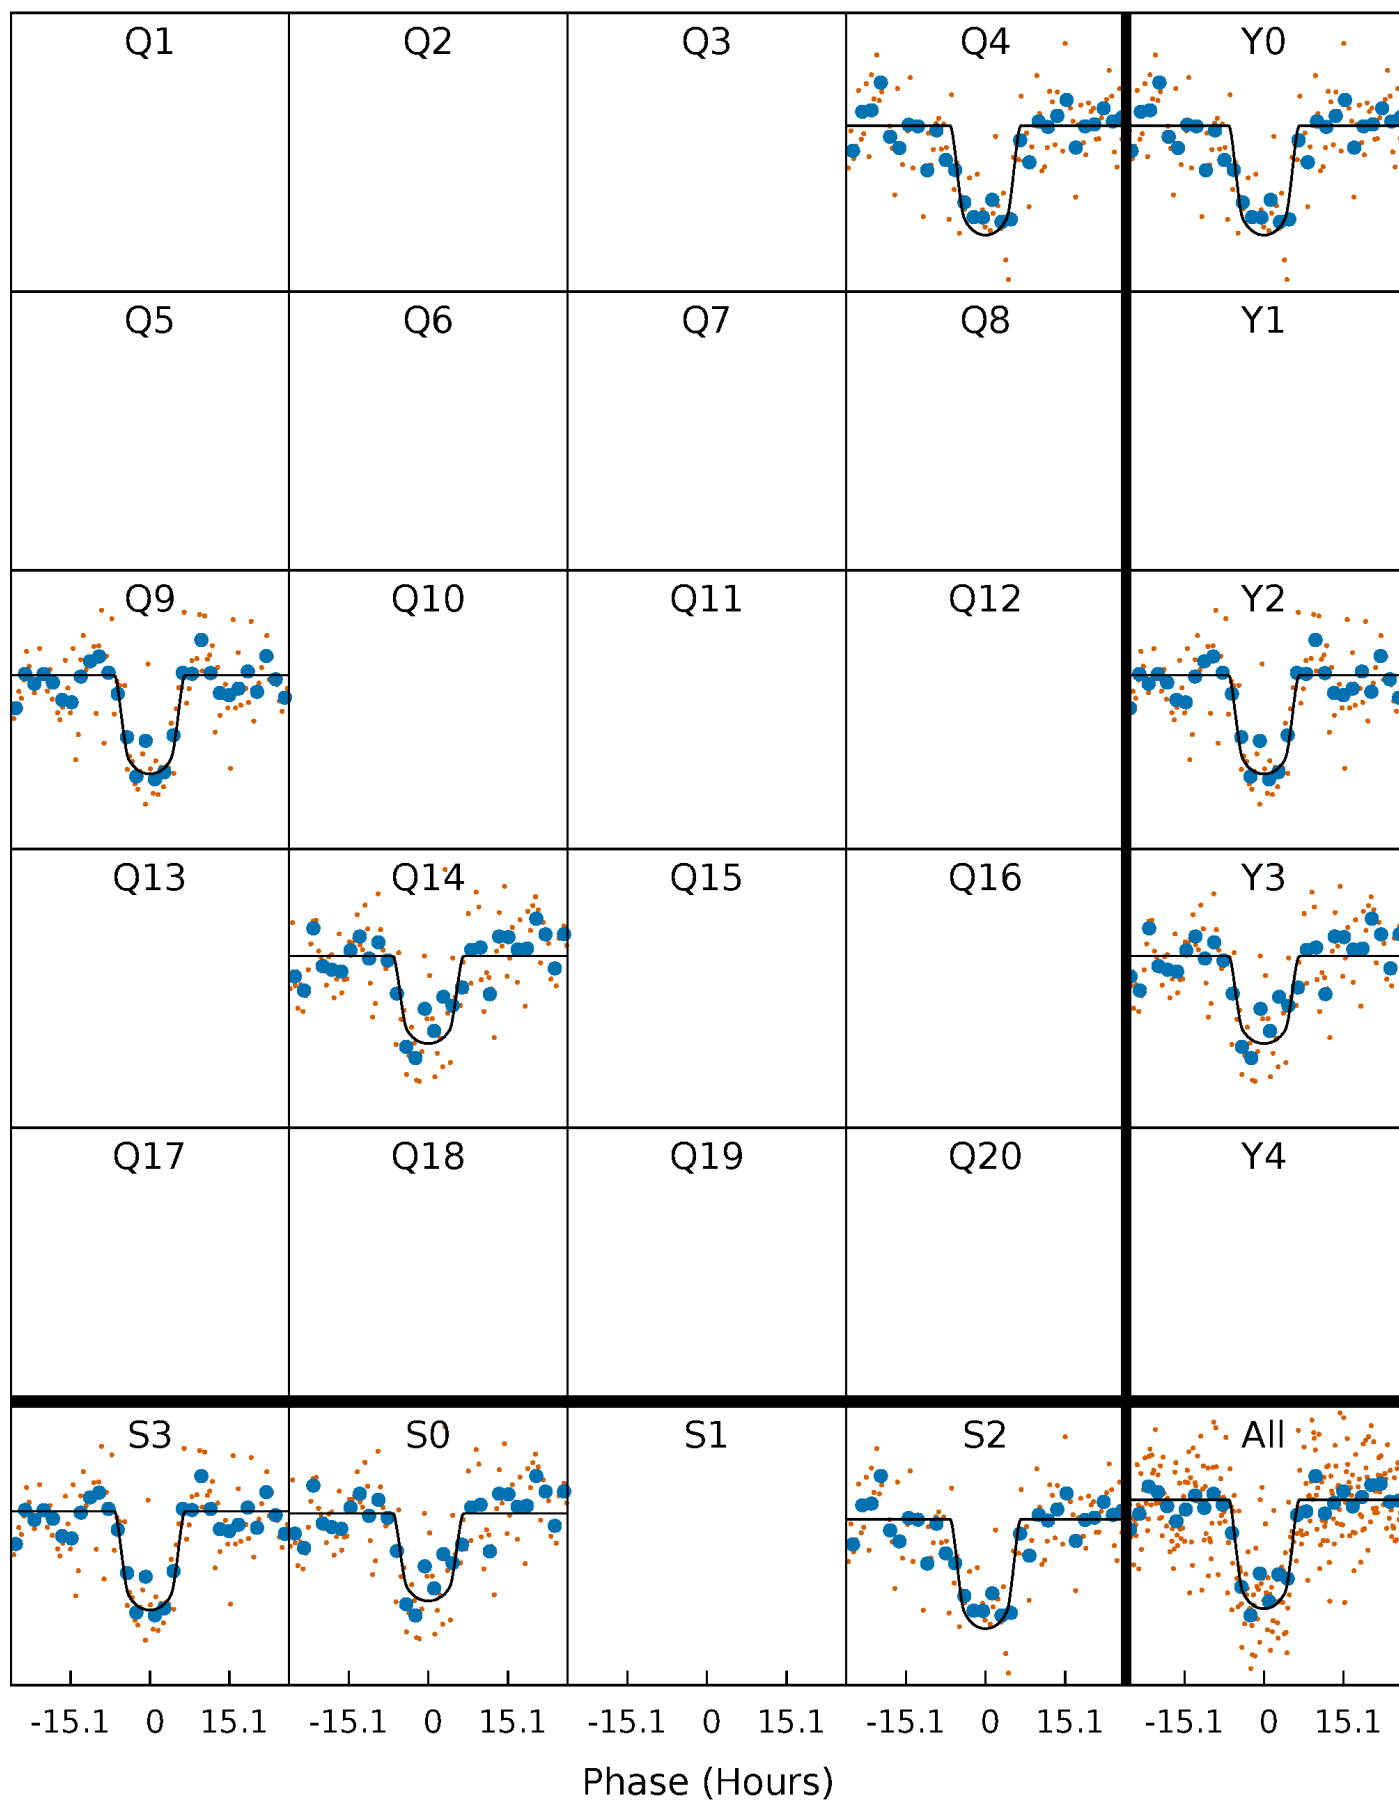 Q1 Q2 Q3 Q4 Y0
Q5 Q6 Q7 Q8 Y1
Q9 Q10 Q11 Q12 Y2
Q13 Q14 Q15 Q16 Y3
Q17 Q18 Q19 Q20 Y4
S3 S0 S1 S2 All
-15.1 0 15.1 -15.1 0 15.1 -15.1 0 15.1 -15.1 0 15.1 -15.1 0 15.1
Phase (Hours)